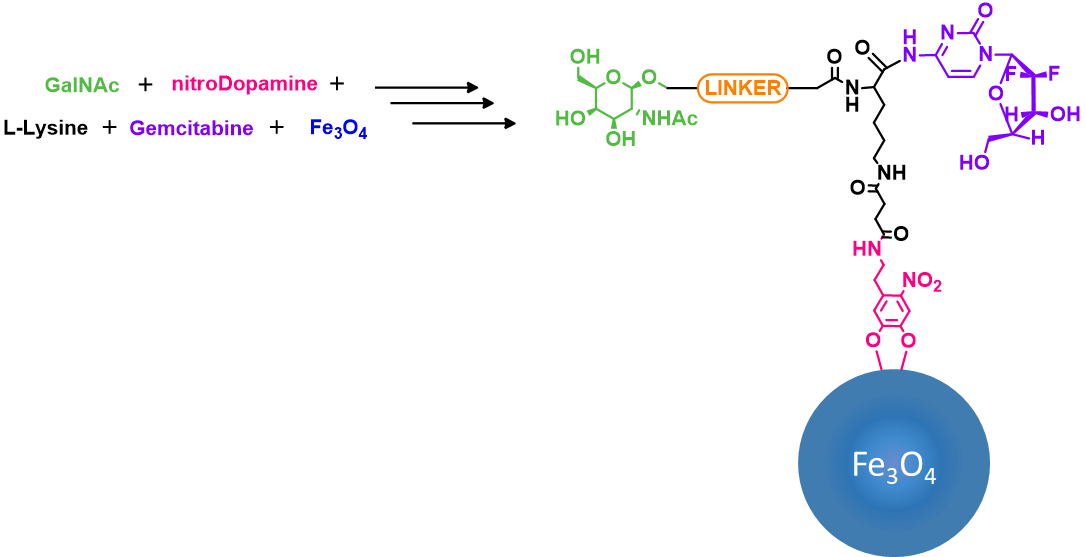 GalNAc + nitroDopamine +
L-Lysine + Gemcitabine + Fe₃O₄
OH
O
O
HO
OH
NHAc
LINKER
O
N
H
O
H
N
N
O
N
F
F
O
H
OH
H
HO
NH
O
O
HN
NO₂
O
O
Fe₃O₄